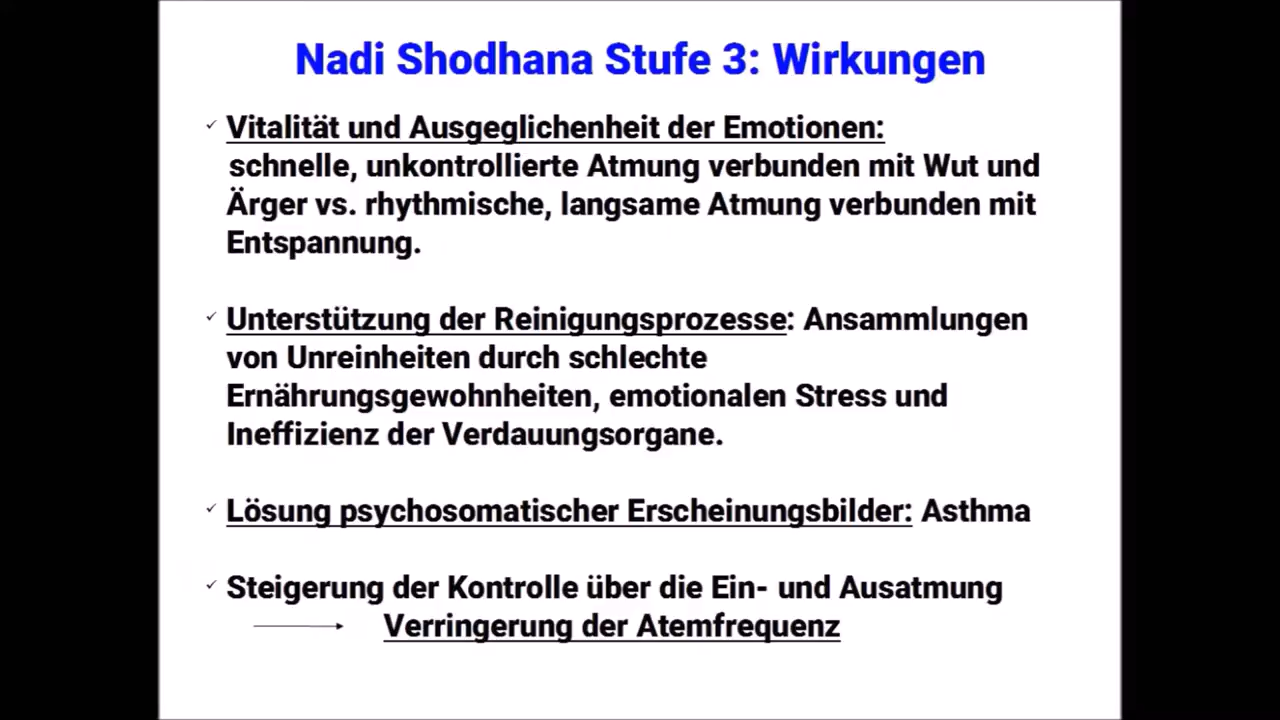 Nadi Shodhana Stufe 3: Wirkungen
✓ Vitalität und Ausgeglichenheit der Emotionen:
schnelle, unkontrollierte Atmung verbunden mit Wut und
Ärger vs. rhythmische, langsame Atmung verbunden mit
Entspannung.
✓ Unterstützung der Reinigungsprozesse: Ansammlungen
von Unreinheiten durch schlechte
Ernährungsgewohnheiten, emotionalen Stress und
Ineffizienz der Verdauungsorgane.
✓ Lösung psychosomatischer Erscheinungsbilder: Asthma
✓ Steigerung der Kontrolle über die Ein- und Ausatmung
→ Verringerung der Atemfrequenz